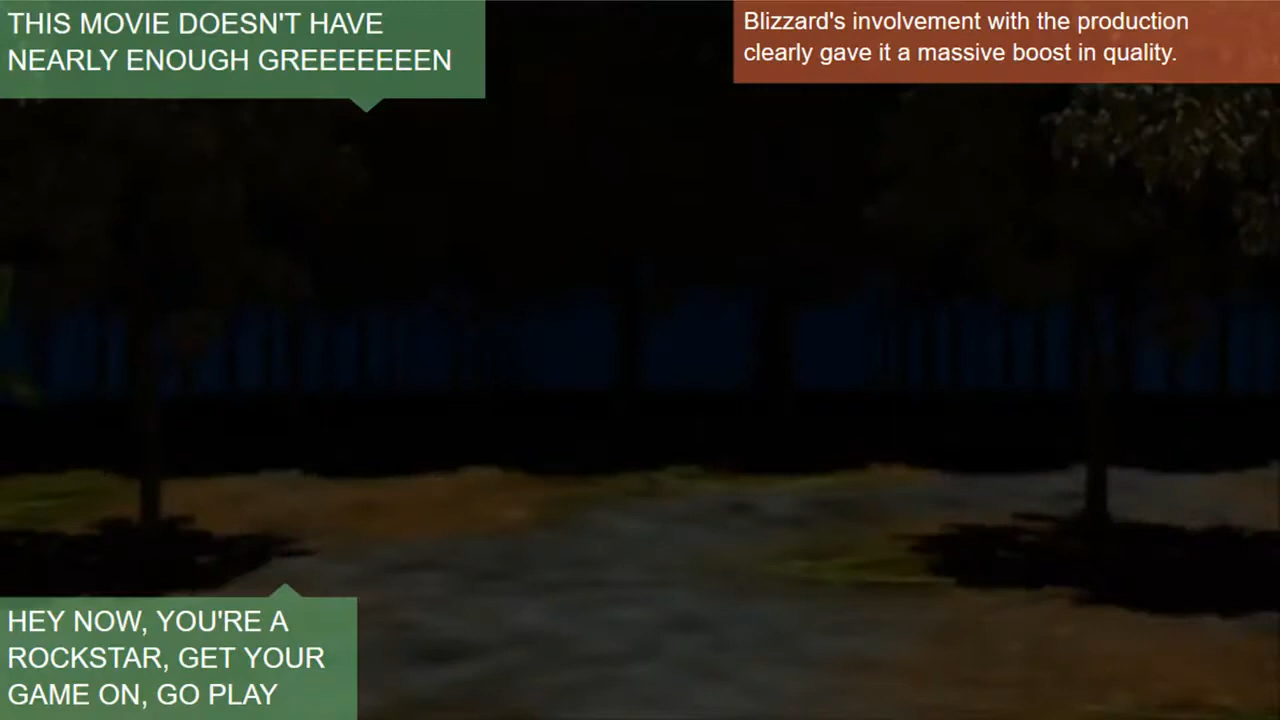 THIS MOVIE DOESN'T HAVE
NEARLY ENOUGH GREEEEEEEN
Blizzard's involvement with the production
clearly gave it a massive boost in quality.
HEY NOW, YOU'RE A
ROCKSTAR, GET YOUR
GAME ON, GO PLAY